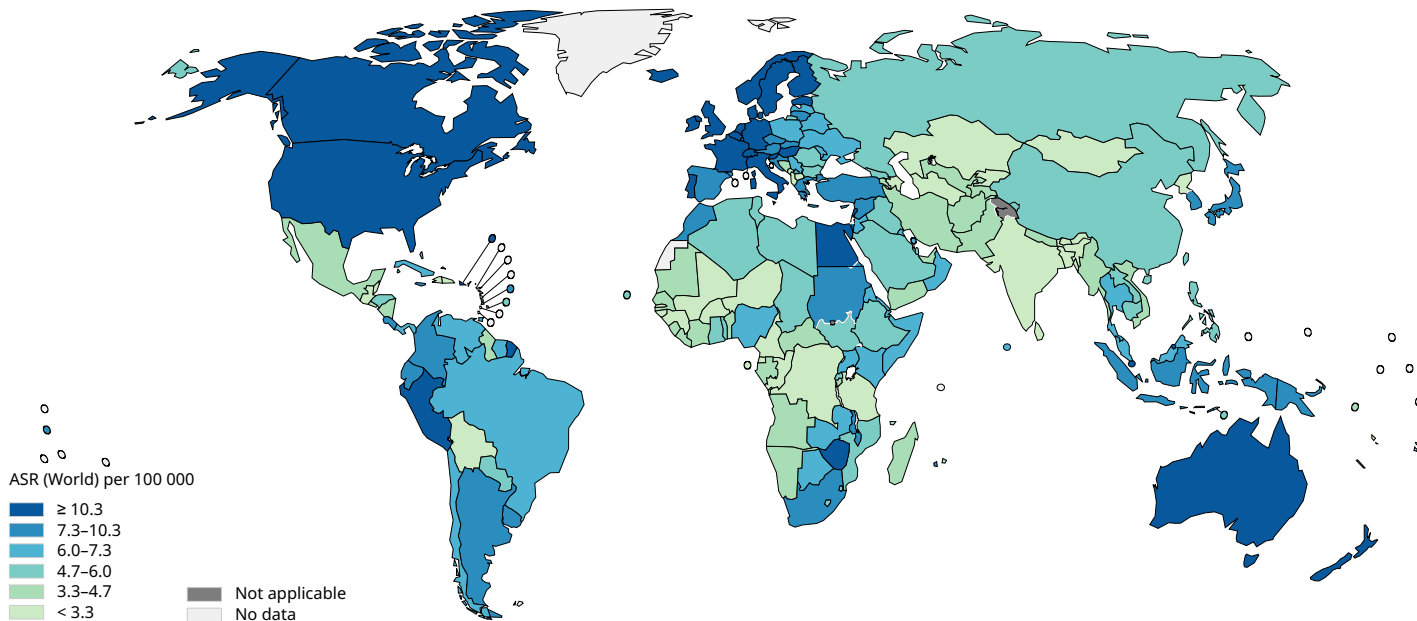 ASR (World) per 100 000
≥ 10.3
7.3–10.3
6.0–7.3
4.7–6.0
3.3–4.7
< 3.3
Not applicable
No data